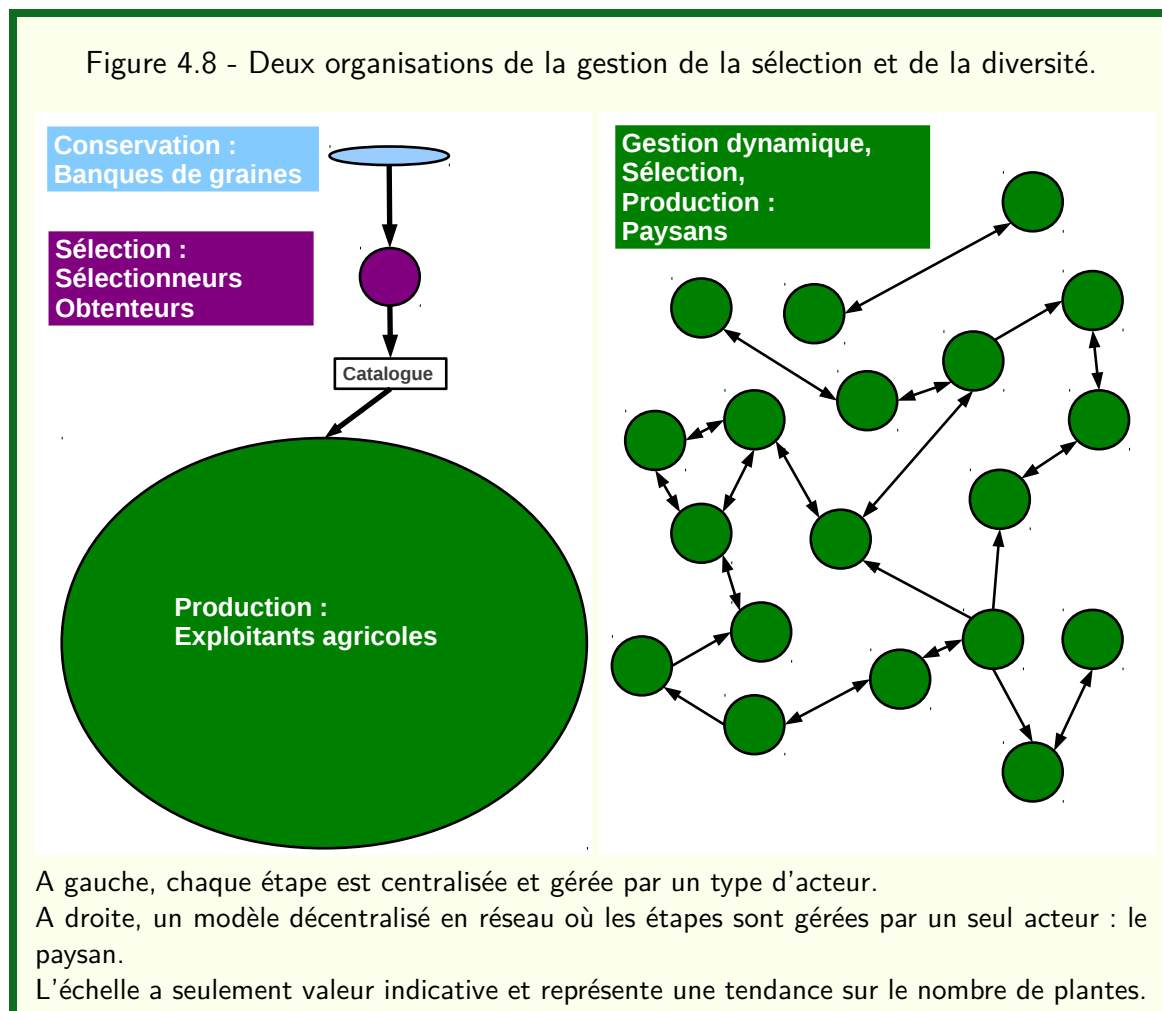 Figure 4.8 - Deux organisations de la gestion de la sélection et de la diversité.
Conservation :
Banques de graines
Sélection :
Sélectionneurs
Obtenteurs
Catalogue
Production :
Exploitants agricoles
Gestion dynamique,
Sélection,
Production :
Paysans
A gauche, chaque étape est centralisée et gérée par un type d'acteur.
A droite, un modèle décentralisé en réseau où les étapes sont gérées par un seul acteur : le
paysan.
L'échelle a seulement valeur indicative et représente une tendance sur le nombre de plantes.